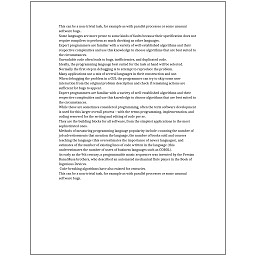 This can be a non-trivial task, for example as with parallel processes or some unusual
software bugs.
Some languages are more prone to some kinds of faults because their specification does not
require compilers to perform as much checking as other languages.
Expert programmers are familiar with a variety of well-established algorithms and their
respective complexities and use this knowledge to choose algorithms that are best suited to
the circumstances.
Unreadable code often leads to bugs, inefficiencies, and duplicated code.
Ideally, the programming language best suited for the task at hand will be selected.
Normally the first step in debugging is to attempt to reproduce the problem.
Many applications use a mix of several languages in their construction and use.
When debugging the problem in a GUI, the programmer can try to skip some user
interaction from the original problem description and check if remaining actions are
sufficient for bugs to appear.
Expert programmers are familiar with a variety of well-established algorithms and their
respective complexities and use this knowledge to choose algorithms that are best suited to
the circumstances.
While these are sometimes considered programming, often the term software development
is used for this larger overall process – with the terms programming, implementation, and
coding reserved for the writing and editing of code per se.
They are the building blocks for all software, from the simplest applications to the most
sophisticated ones.
Methods of measuring programming language popularity include: counting the number of
job advertisements that mention the language, the number of books sold and courses
teaching the language (this overestimates the importance of newer languages), and
estimates of the number of existing lines of code written in the language (this
underestimates the number of users of business languages such as COBOL).
As early as the 9th century, a programmable music sequencer was invented by the Persian
Banu Musa brothers, who described an automated mechanical flute player in the Book of
Ingenious Devices.
Code-breaking algorithms have also existed for centuries.
This can be a non-trivial task, for example as with parallel processes or some unusual
software bugs.